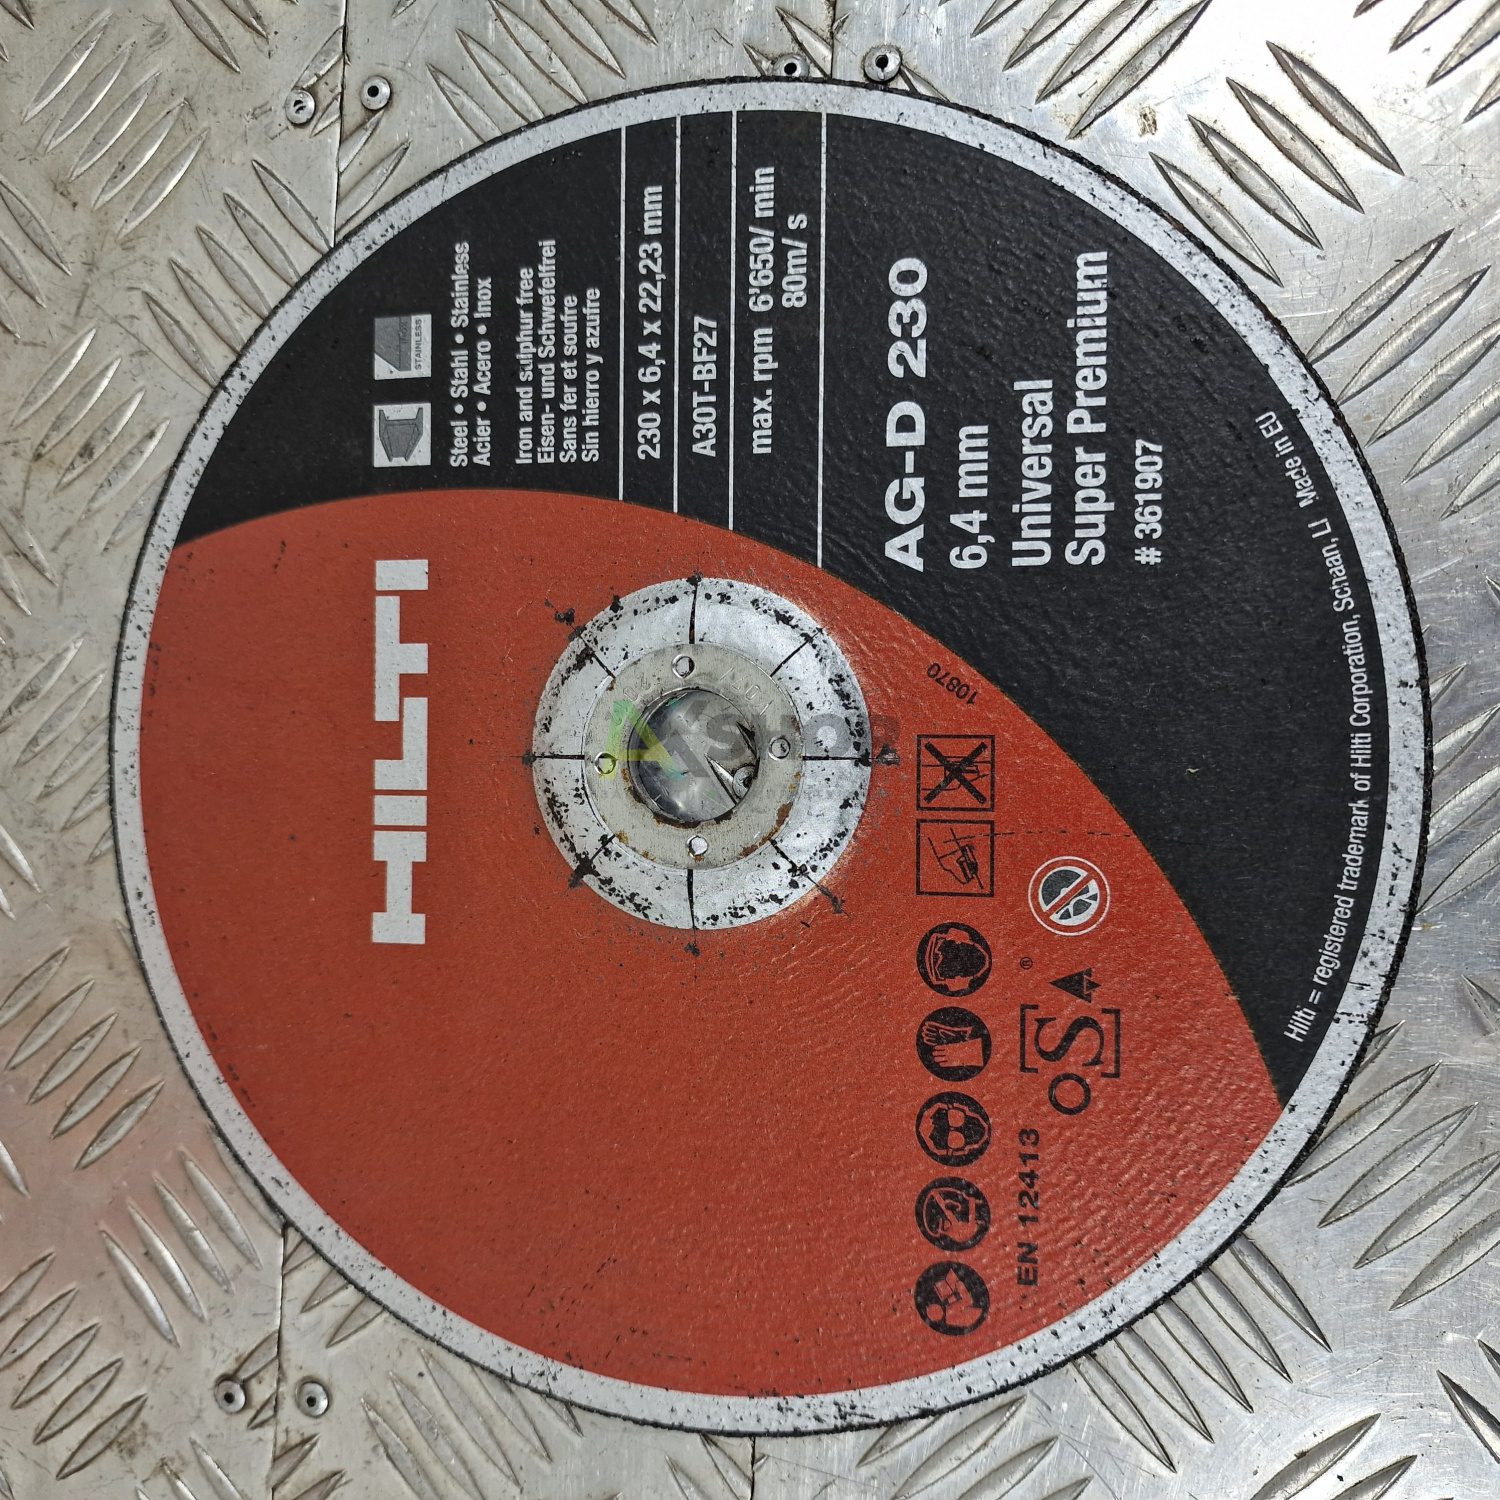 HILTI
STAINLESS
Steel • Stahl • Stainless
Acier • Acero • Inox
Iron and sulphur free
Eisen- und Schwefelfrei
Sans fer et soufre
Sin hierro y azufre
230 x 6,4 x 22,23 mm
A30T-BF27
max. rpm 6'650/ min
80m/ s
AG-D 230
6,4 mm
Universal
Super Premium
# 361907
10870
EN 12413
oSa ®
Hilti = registered trademark of Hilti Corporation, Schaan, LI Made in EU
AKSHOP